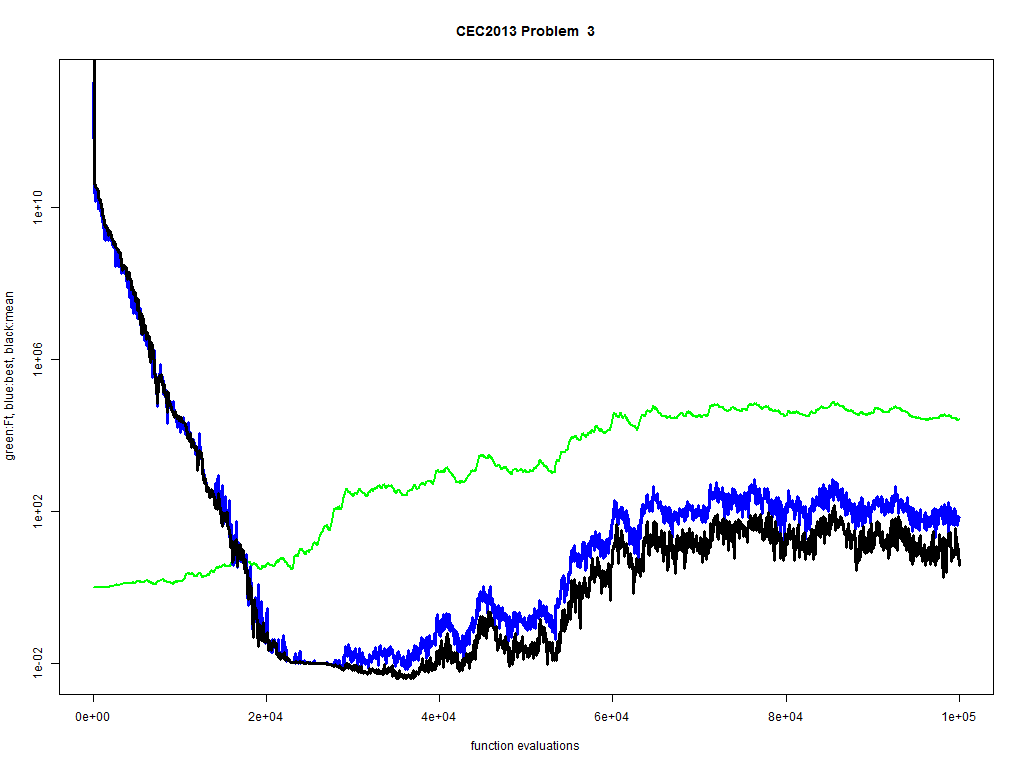 CEC2013 Problem  3
green:Ft, blue:best, black:mean
1e+10
1e+06
1e+02
1e-02
0e+00 2e+04 4e+04 6e+04 8e+04 1e+05
function evaluations